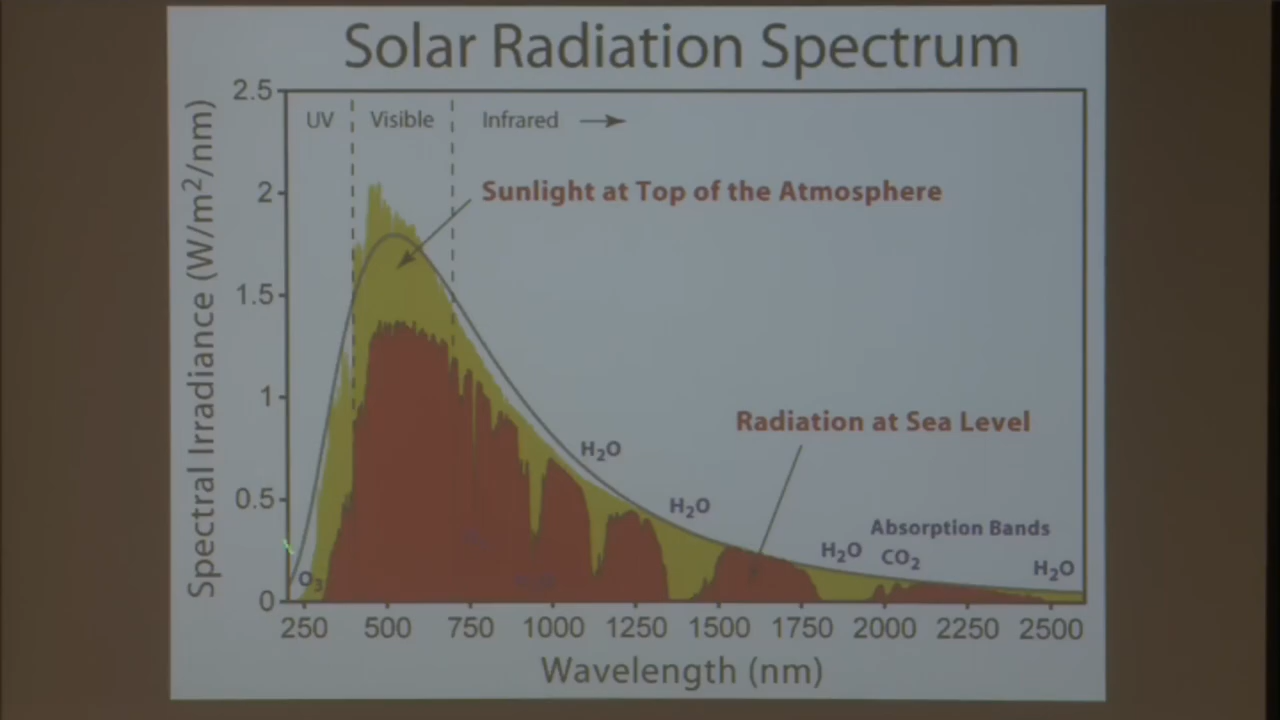 Solar Radiation Spectrum
UV
Visible
Infrared
Sunlight at Top of the Atmosphere
Radiation at Sea Level
H₂O
H₂O
Absorption Bands
H₂O
CO₂
H₂O
O₃
Spectral Irradiance (W/m²/nm)
2.5
2
1.5
1
0.5
0
250 500 750 1000 1250 1500 1750 2000 2250 2500
Wavelength (nm)